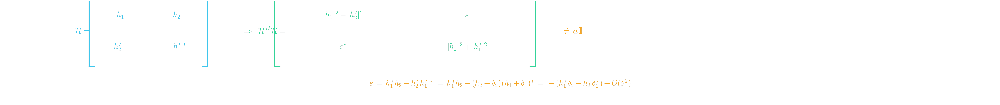 h₁ h₂ |h₁|² + |h₂′|² ε
ℋ = ⇒ ℋᴴℋ = ≠ a I
h₂′ * −h₁′ * ε* |h₂|² + |h₁′|²
ε = h₁*h₂ − h₂′h₁′ * = h₁*h₂ − (h₂ + δ₂)(h₁ + δ₁)* = − (h₁*δ₂ + h₂ δ₁*) + O(δ²)